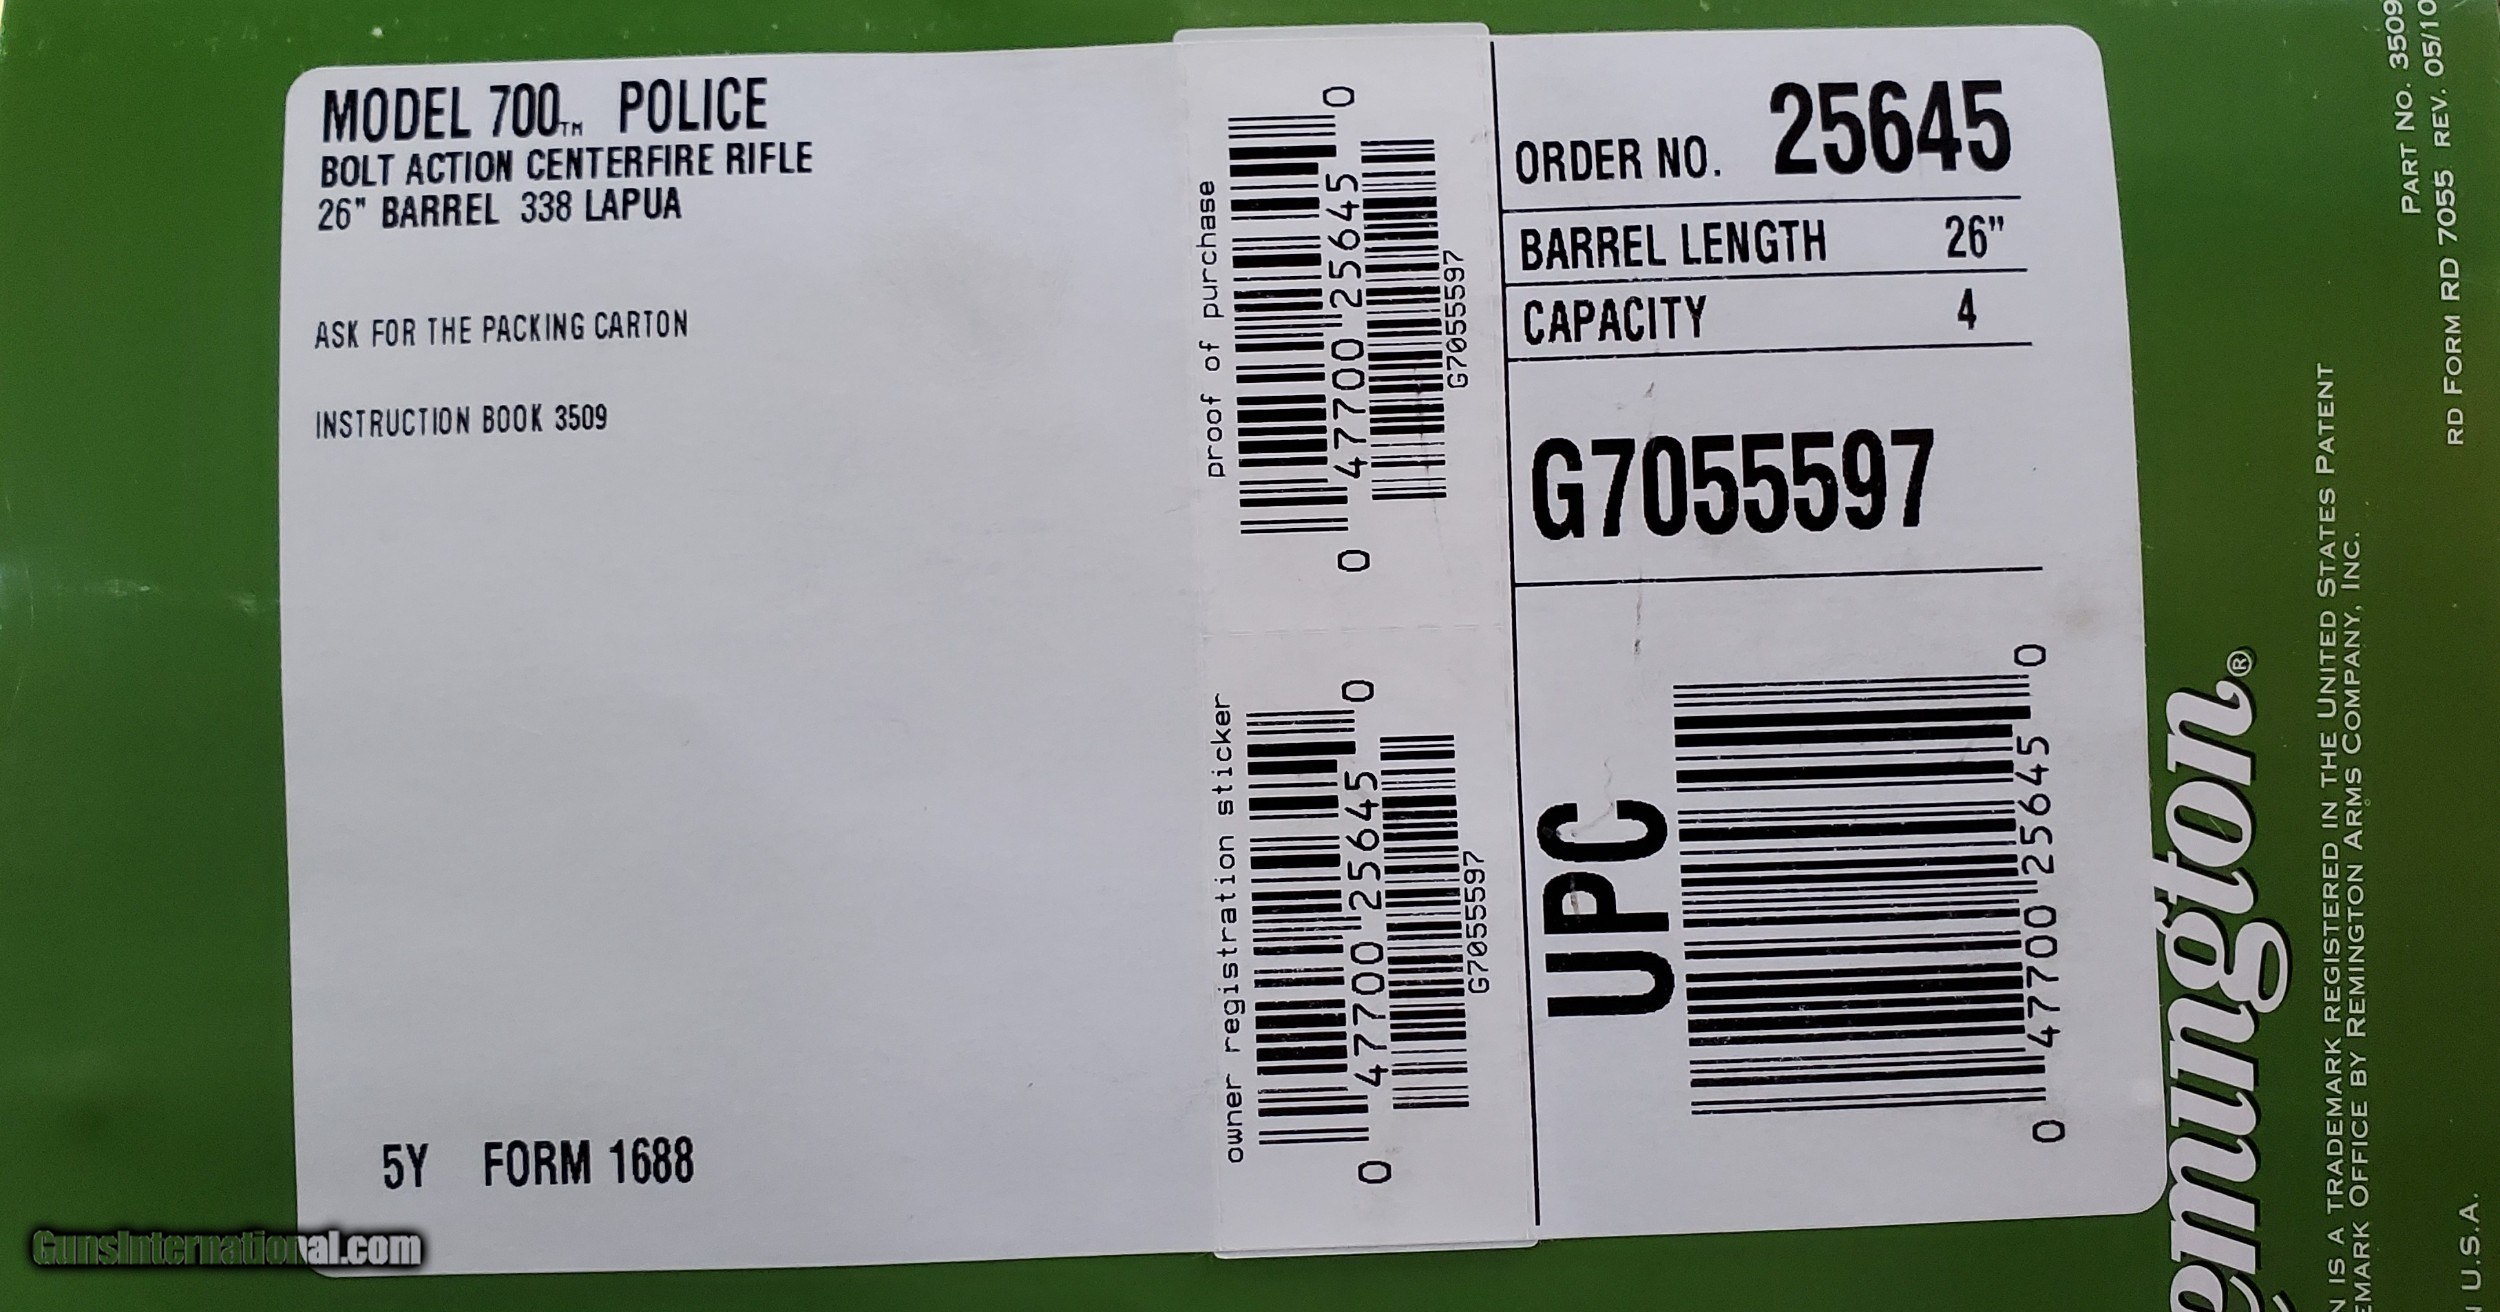 MODEL 700™ POLICE
BOLT ACTION CENTERFIRE RIFLE
26" BARREL 338 LAPUA
ASK FOR THE PACKING CARTON
INSTRUCTION BOOK 3509
5Y FORM 1688
proof of purchase
0 47700 25645 0
G7055597
owner registration sticker
0 47700 25645 0
G7055597
ORDER NO. 25645
BARREL LENGTH 26"
CAPACITY 4
G7055597
UPC
0 47700 25645 0
emington®
IS A TRADEMARK REGISTERED IN THE UNITED STATES PATENT
EMARK OFFICE BY REMINGTON ARMS COMPANY, INC.
PART NO. 3509
RD FORM RD 7055 REV. 05/10
U.S.A.
GunsInternational.com